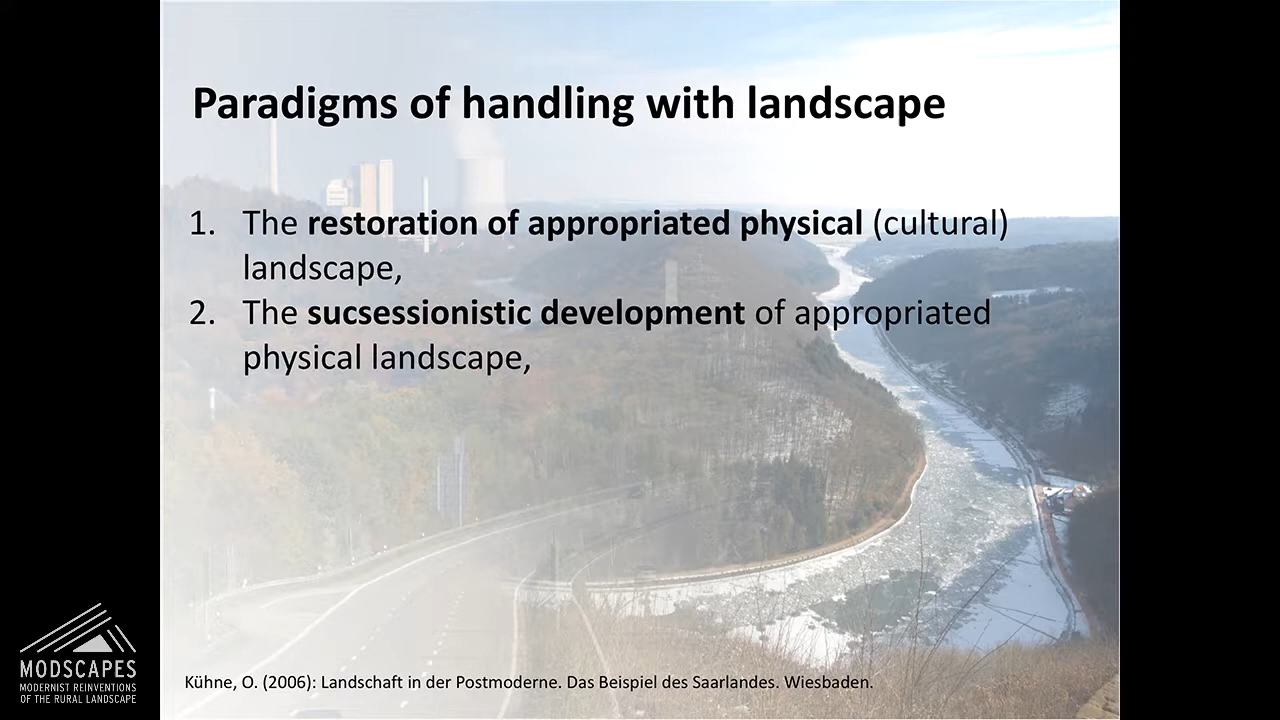 Paradigms of handling with landscape
1. The restoration of appropriated physical (cultural)
landscape,
2. The sucsessionistic development of appropriated
physical landscape,
Kühne, O. (2006): Landschaft in der Postmoderne. Das Beispiel des Saarlandes. Wiesbaden.
MODSCAPES
MODERNIST REINVENTIONS
OF THE RURAL LANDSCAPE